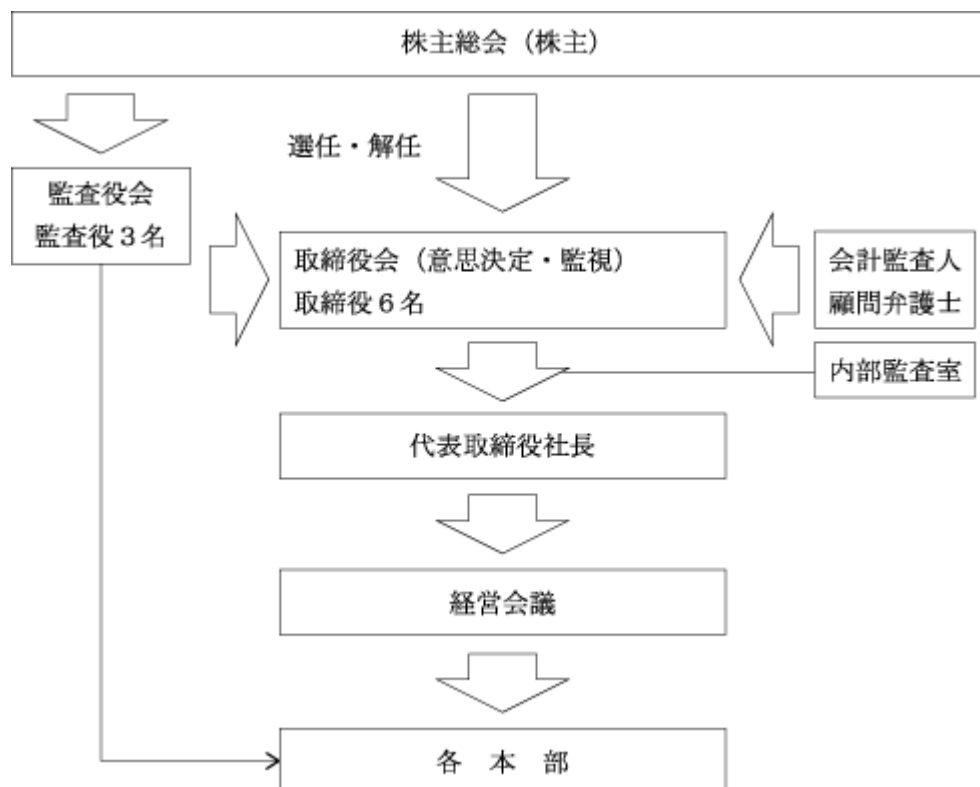 株主総会（株主）
選任・解任
監査役会
監査役３名
取締役会（意思決定・監視）
取締役６名
会計監査人
顧問弁護士
内部監査室
代表取締役社長
経営会議
各　本　部